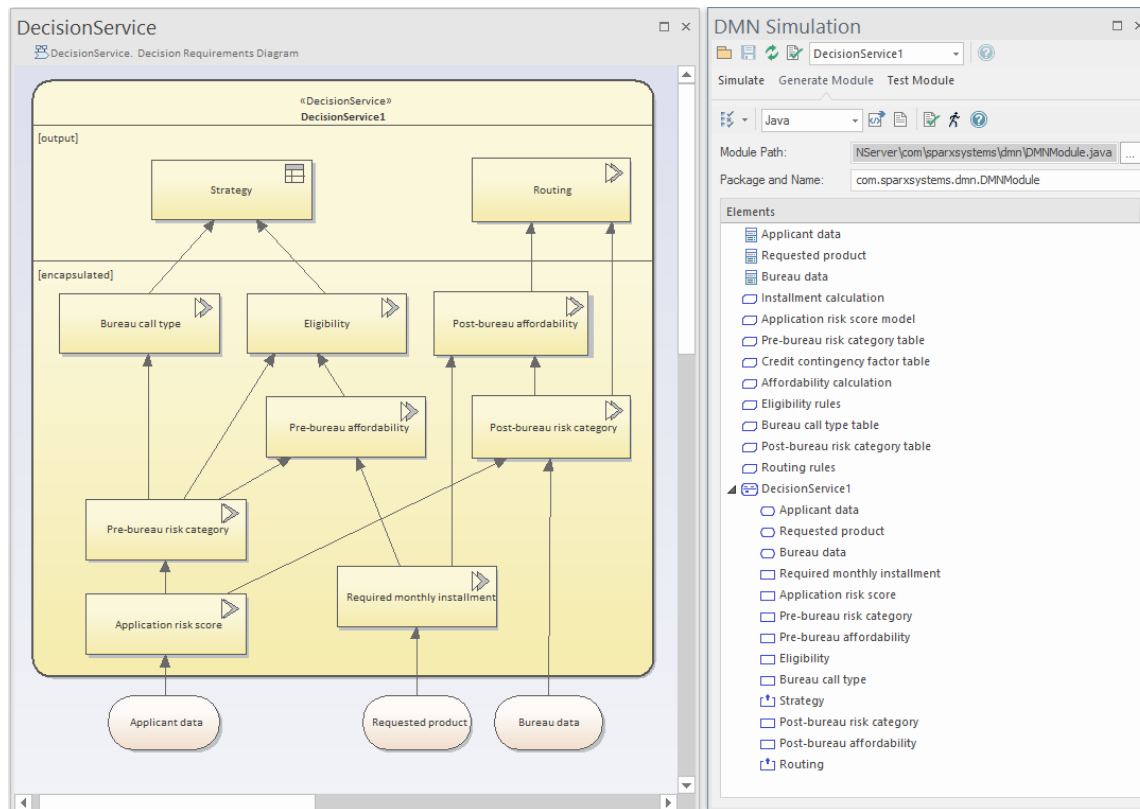 DecisionService
DecisionService. Decision Requirements Diagram
«DecisionService»
DecisionService1
[output]
Strategy
Routing
[encapsulated]
Bureau call type
Eligibility
Post-bureau affordability
Pre-bureau affordability
Post-bureau risk category
Pre-bureau risk category
Required monthly installment
Application risk score
Applicant data
Requested product
Bureau data
DMN Simulation
DecisionService1
Simulate Generate Module Test Module
Java
Module Path: NServer\com\sparxsystems\dmn\DMNModule.java ...
Package and Name: com.sparxsystems.dmn.DMNModule
Elements
Applicant data
Requested product
Bureau data
Installment calculation
Application risk score model
Pre-bureau risk category table
Credit contingency factor table
Affordability calculation
Eligibility rules
Bureau call type table
Post-bureau risk category table
Routing rules
DecisionService1
Applicant data
Requested product
Bureau data
Required monthly installment
Application risk score
Pre-bureau risk category
Pre-bureau affordability
Eligibility
Bureau call type
Strategy
Post-bureau risk category
Post-bureau affordability
Routing